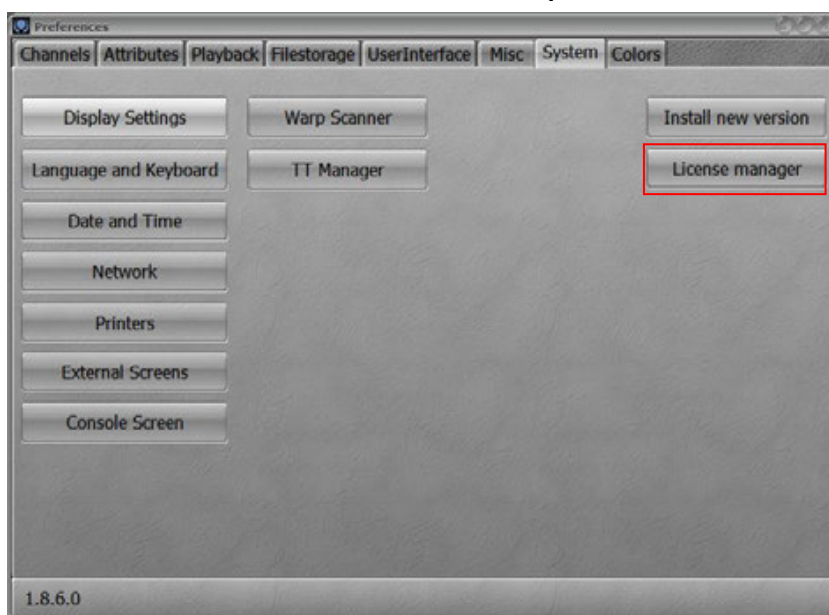 Preferences
Channels Attributes Playback Filestorage UserInterface Misc System Colors
Display Settings Warp Scanner Install new version
Language and Keyboard TT Manager License manager
Date and Time
Network
Printers
External Screens
Console Screen
1.8.6.0